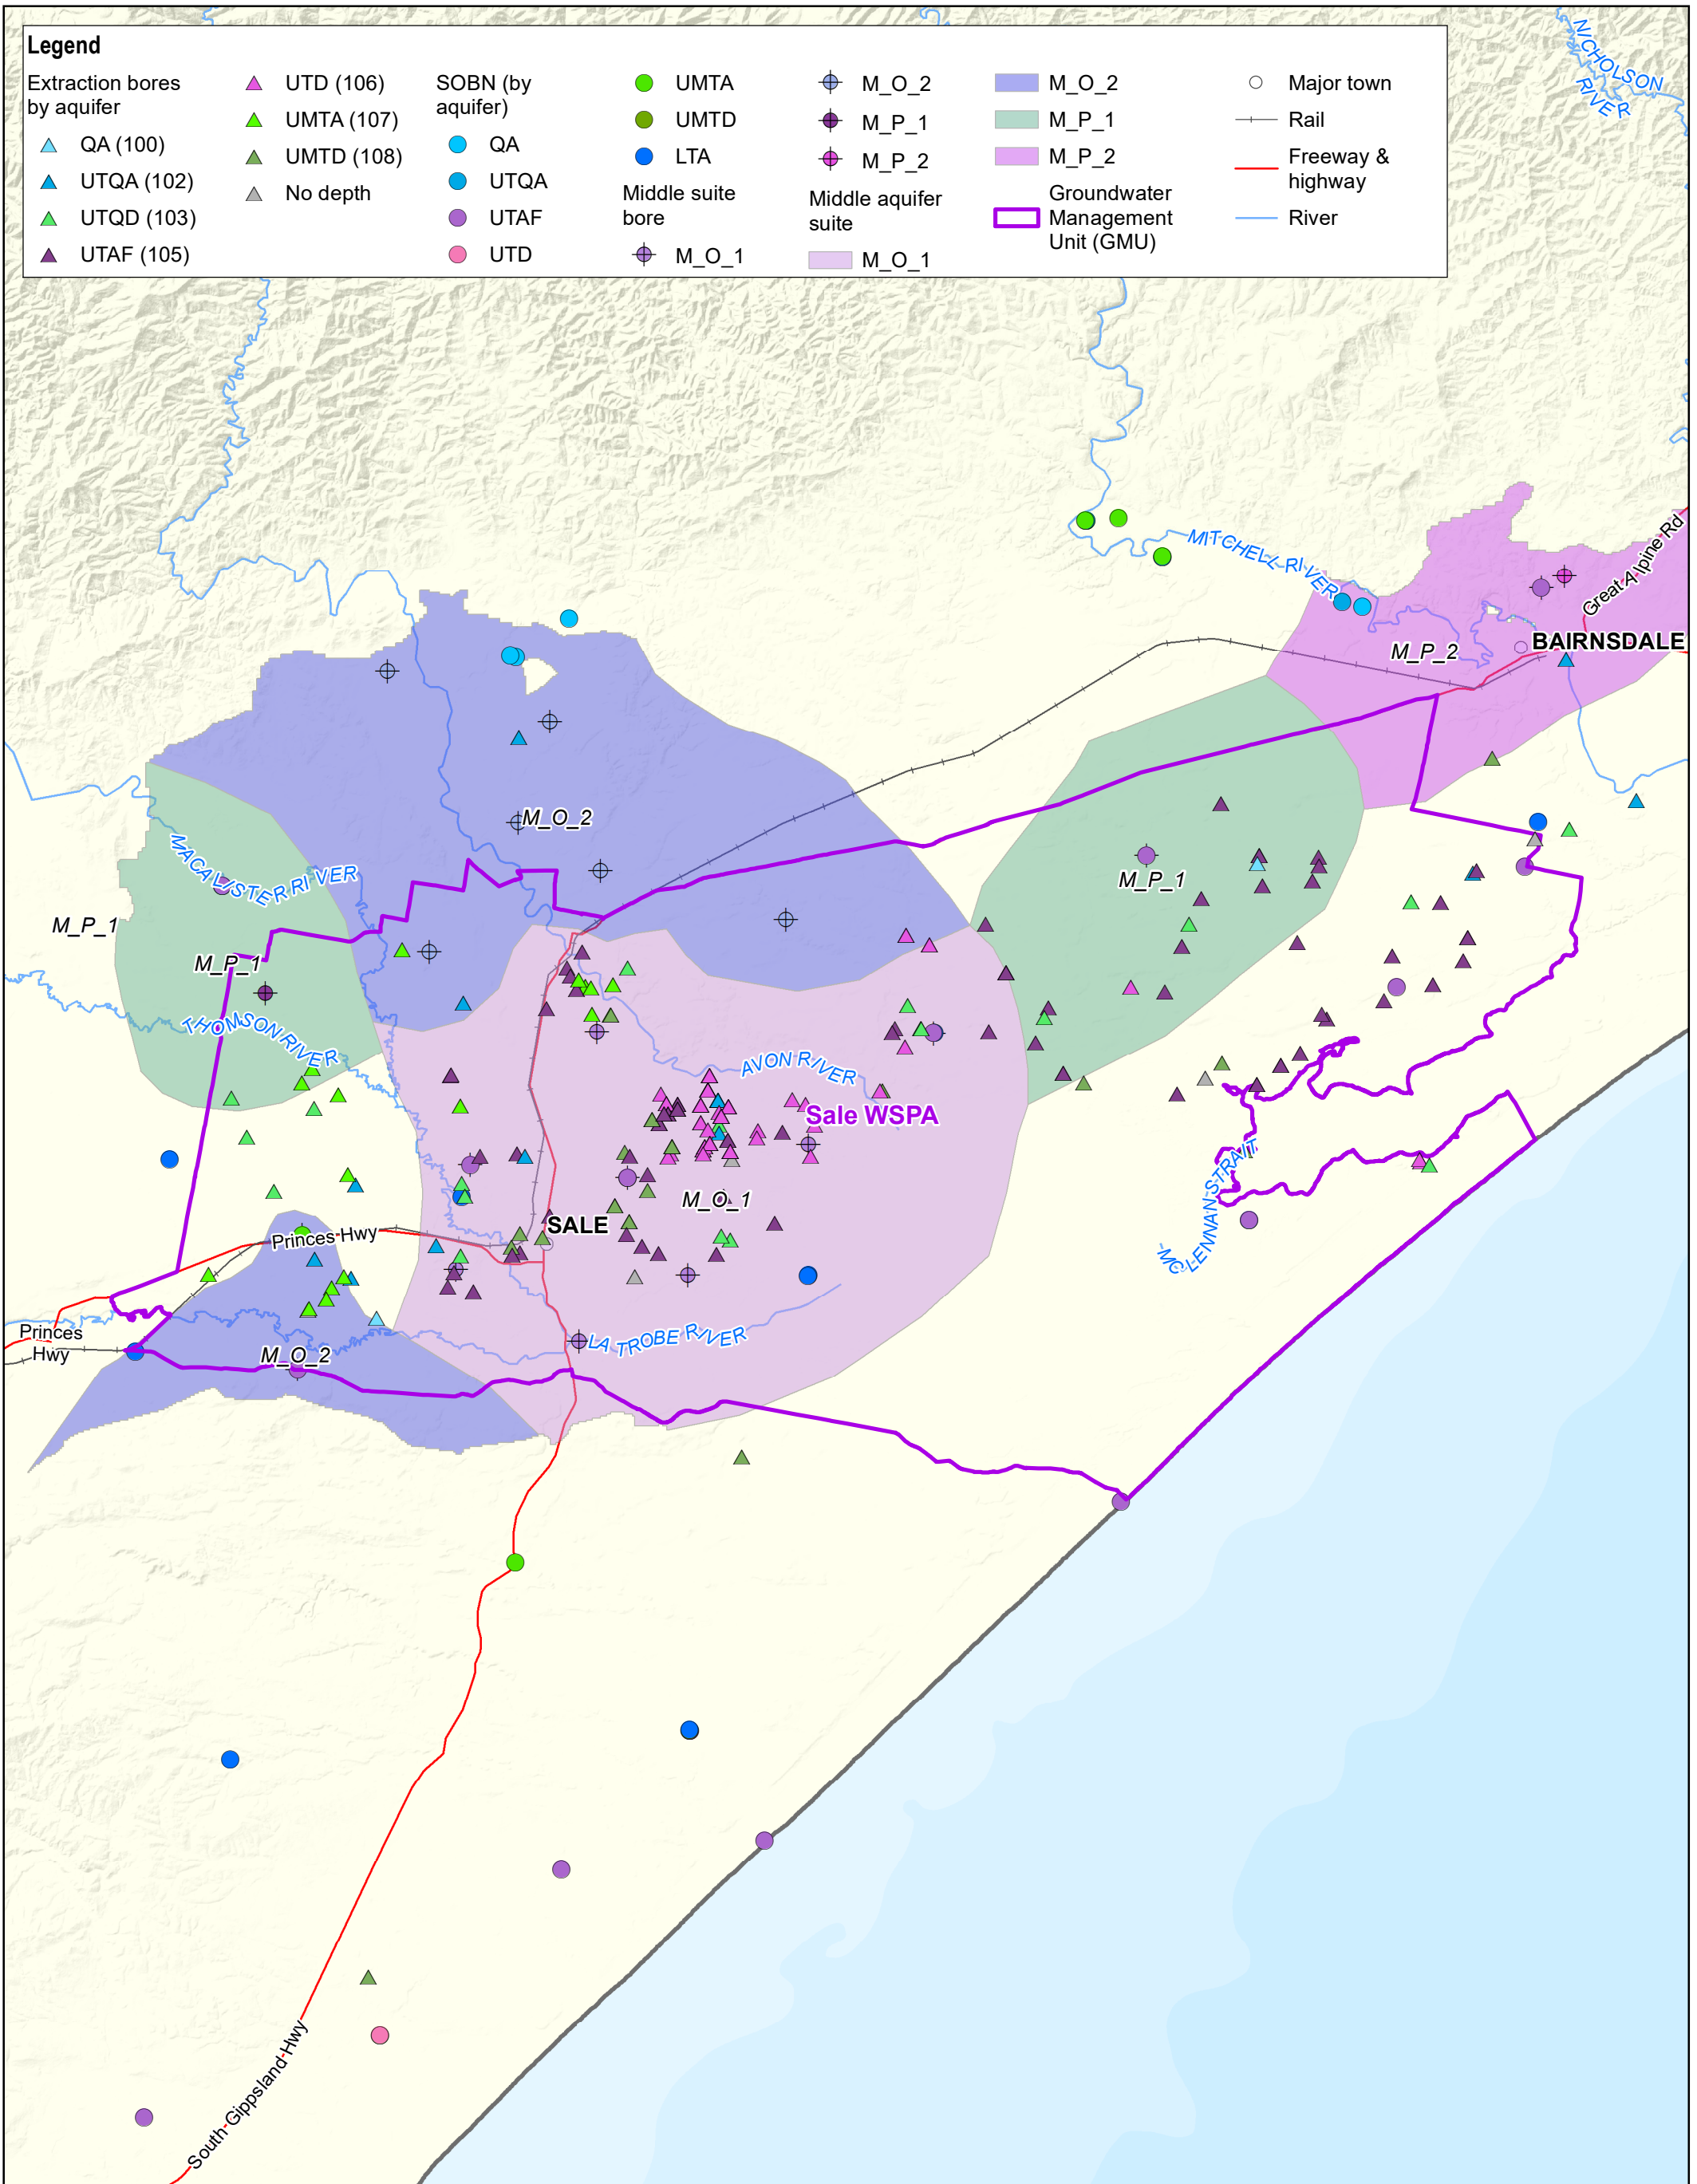 Legend
Extraction bores
by aquifer
QA (100)
UTQA (102)
UTQD (103)
UTAF (105)
UTD (106)
UMTA (107)
UMTD (108)
No depth
SOBN (by
aquifer)
QA
UTQA
UTAF
UTD
UMTA
UMTD
LTA
Middle suite
bore
M_O_1
M_O_2
M_P_1
M_P_2
Middle aquifer
suite
M_O_1
M_O_2
M_P_1
M_P_2
Groundwater
Management
Unit (GMU)
Major town
Rail
Freeway &
highway
River
NICHOLSON
RIVER
MITCHELL RIVER
Great Alpine Rd
BAIRNSDALE
M_P_2
M_O_2
MACALISTER RIVER
M_P_1
M_P_1
M_P_1
THOMSON RIVER
AVON RIVER
Sale WSPA
M_O_1
SALE
Princes Hwy
MCLENNAN STRAIT
Princes
Hwy
M_O_2
LA TROBE RIVER
South Gippsland Hwy